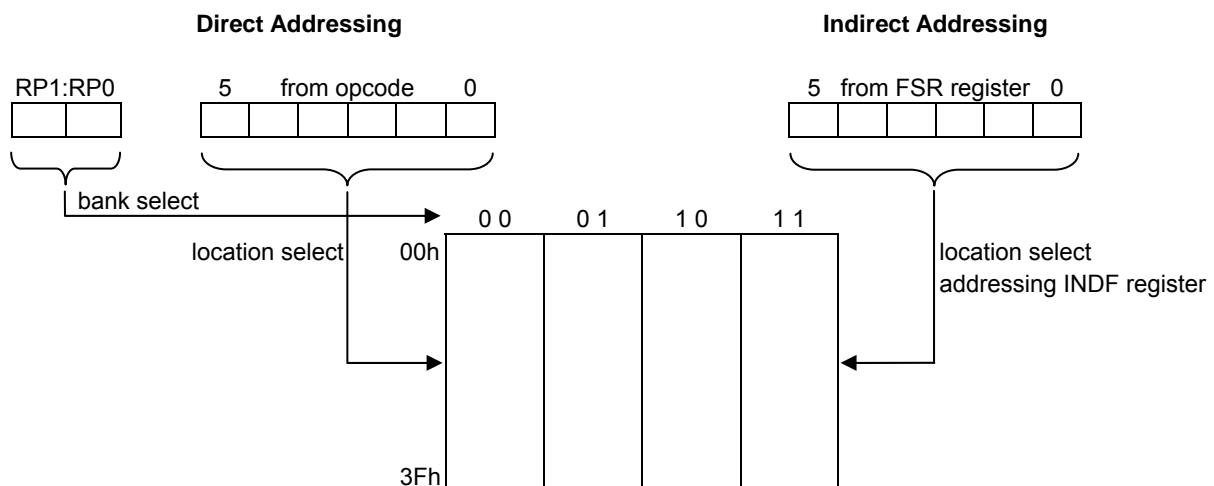 Direct Addressing
Indirect Addressing
RP1:RP0
5 from opcode 0
5 from FSR register 0
bank select
0 0 0 1 1 0 1 1
location select
00h
location select
addressing INDF register
3Fh